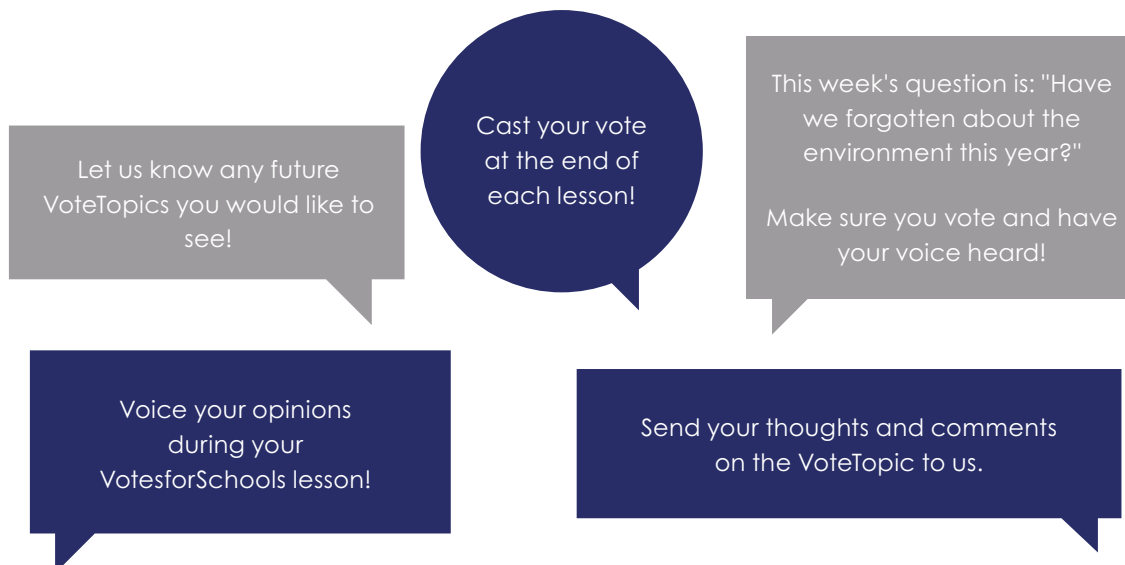 Let us know any future
VoteTopics you would like to
see!
Cast your vote
at the end of
each lesson!
This week's question is: "Have
we forgotten about the
environment this year?"
Make sure you vote and have
your voice heard!
Voice your opinions
during your
VotesforSchools lesson!
Send your thoughts and comments
on the VoteTopic to us.